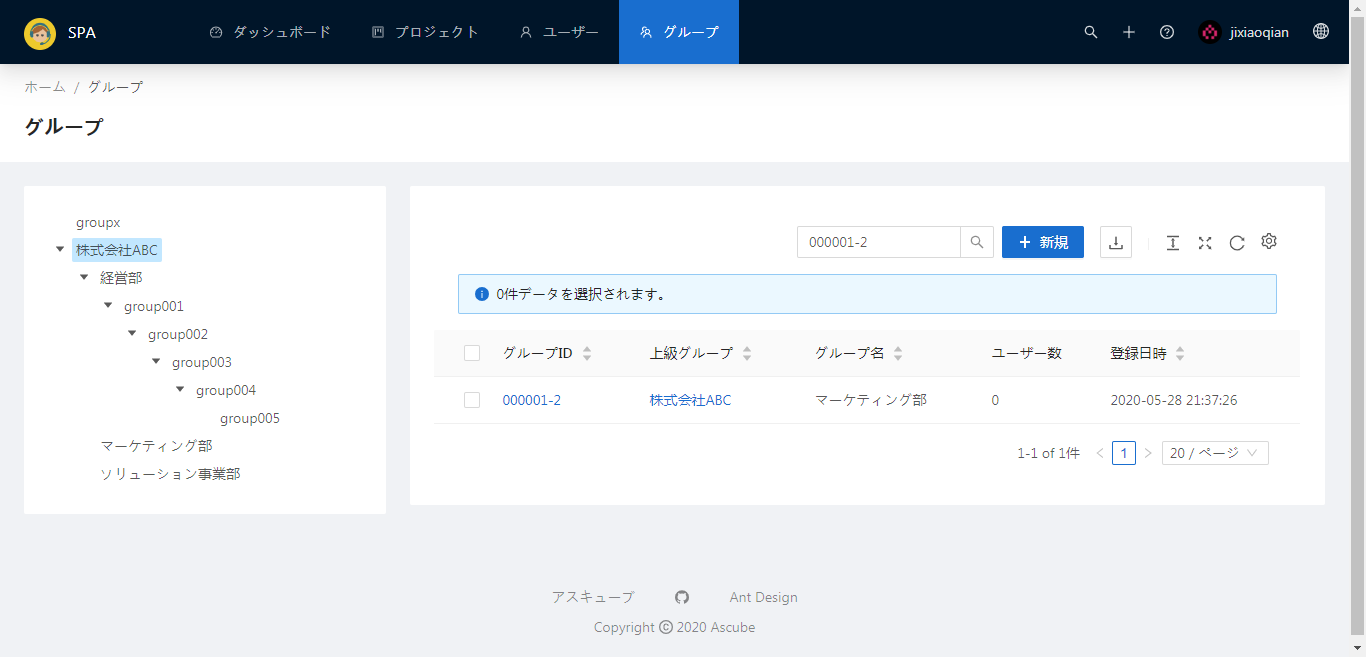 SPA ダッシュボード プロジェクト ユーザー グループ jixiaoqian
ホーム / グループ
グループ
groupx
株式会社ABC
経営部
group001
group002
group003
group004
group005
マーケティング部
ソリューション事業部
000001-2 新規
0件データを選択されます。
グループID 上級グループ グループ名 ユーザー数 登録日時
000001-2 株式会社ABC マーケティング部 0 2020-05-28 21:37:26
1-1 of 1件 1 20 / ページ
アスキューブ Ant Design
Copyright © 2020 Ascube